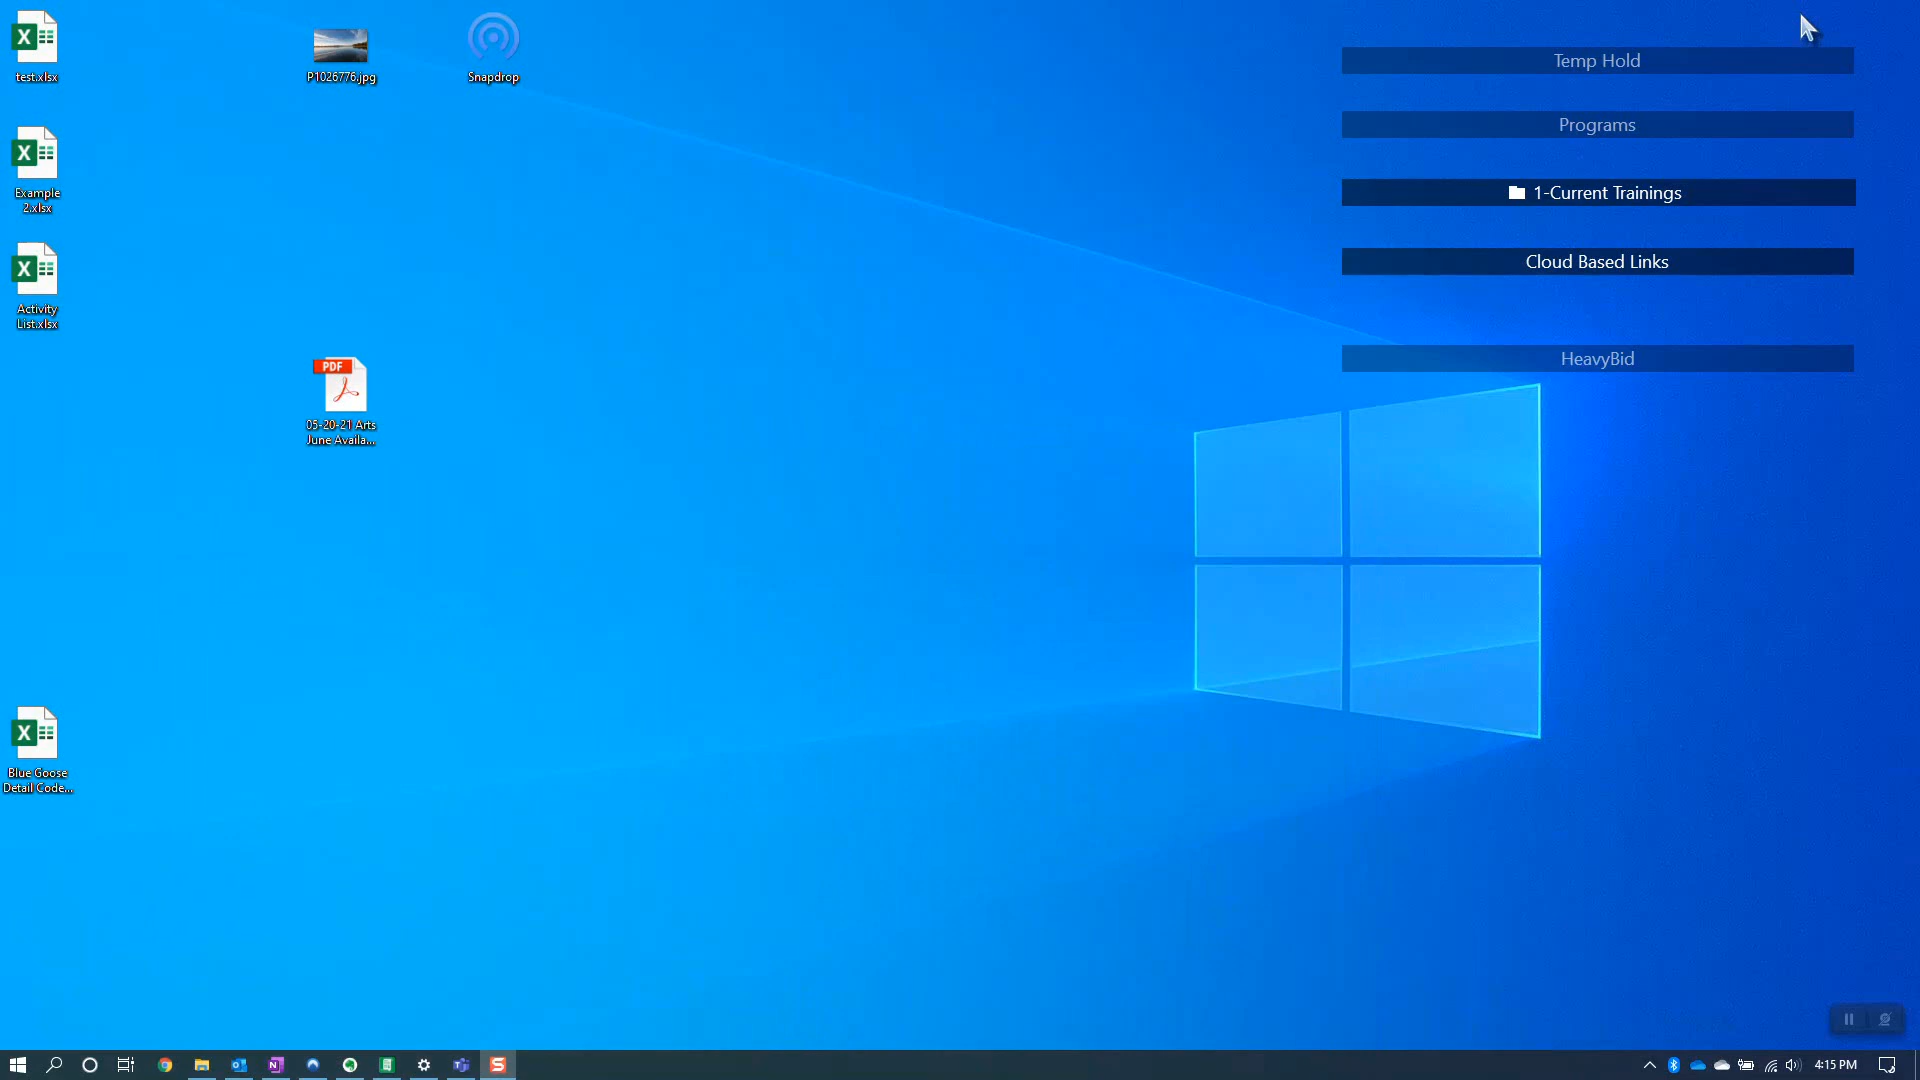 test.xlsx
P1026776.jpg
Snapdrop
Temp Hold
Programs
Example
2.xlsx
1-Current Trainings
Cloud Based Links
Activity
List.xlsx
HeavyBid
PDF
05-20-21 Arts
June Availa...
Blue Goose
Detail Code...
4:15 PM